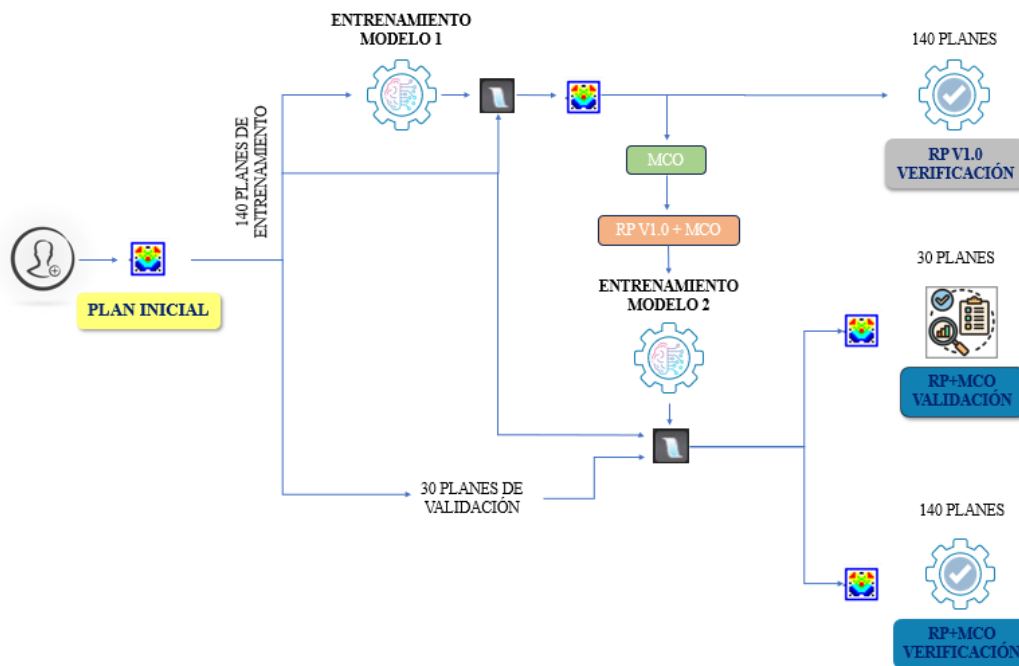 ENTRENAMIENTO
MODELO 1
140 PLANES
140 PLANES DE
ENTRENAMIENTO
MCO
RP V1.0
VERIFICACIÓN
RP V1.0 + MCO
PLAN INICIAL
30 PLANES
ENTRENAMIENTO
MODELO 2
RP+MCO
VALIDACIÓN
30 PLANES DE
VALIDACIÓN
140 PLANES
RP+MCO
VERIFICACIÓN